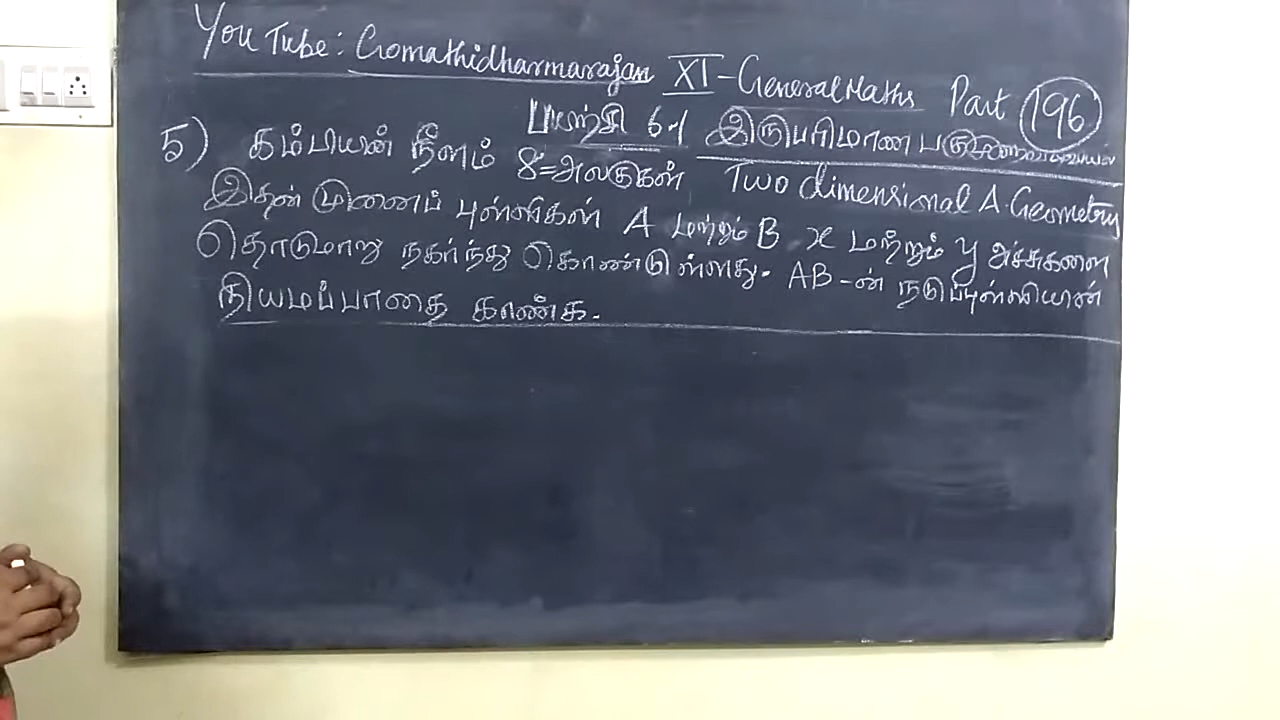 You Tube: Gomathidharmarajan XI - General Maths Part 196
பயிற்சி 6.1 இருபரிமாண பகுமுறை வடிவியல்
Two dimensional A. Geometry
5) கம்பியின் நீளம் 8 அலகுகள்
இதன் முனைப் புள்ளிகள் A மற்றும் B x மற்றும் y அச்சுகளை
தொடுமாறு நகர்ந்து கொண்டுள்ளது. AB-ன் நடுப்புள்ளியின்
நியமப்பாதை காண்க.